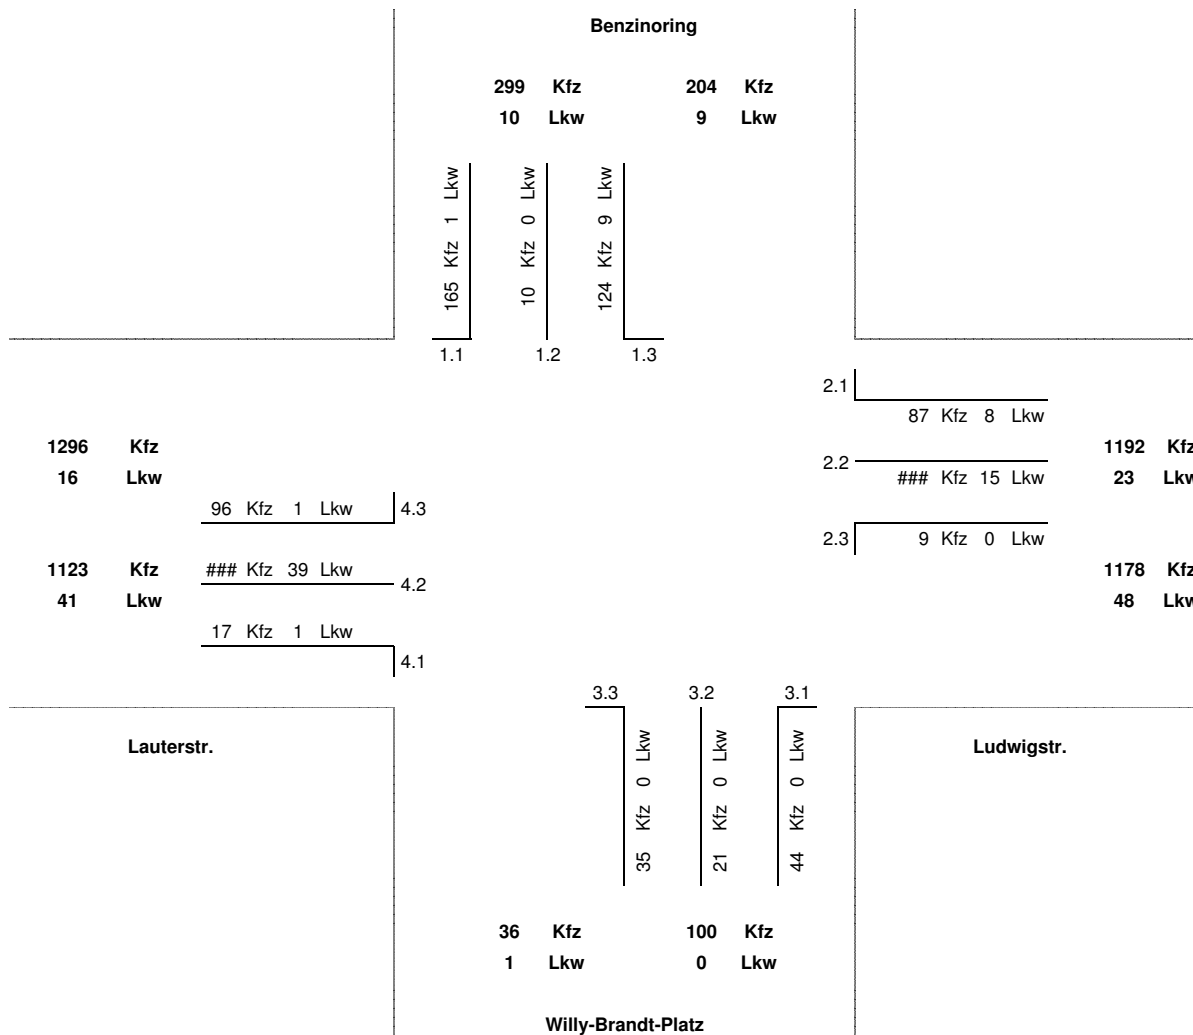 Benzinoring
299 Kfz 204 Kfz
10 Lkw 9 Lkw
165 Kfz 1 Lkw
10 Kfz 0 Lkw
124 Kfz 9 Lkw
1.1 1.2 1.3
2.1
87 Kfz 8 Lkw
1296 Kfz
16 Lkw
2.2
### Kfz 15 Lkw
1192 Kfz
23 Lkw
96 Kfz 1 Lkw 4.3
2.3
9 Kfz 0 Lkw
1123 Kfz
41 Lkw
### Kfz 39 Lkw 4.2
1178 Kfz
48 Lkw
17 Kfz 1 Lkw
4.1
3.3 3.2 3.1
35 Kfz 0 Lkw
21 Kfz 0 Lkw
44 Kfz 0 Lkw
Lauterstr.
Ludwigstr.
36 Kfz 100 Kfz
1 Lkw 0 Lkw
Willy-Brandt-Platz